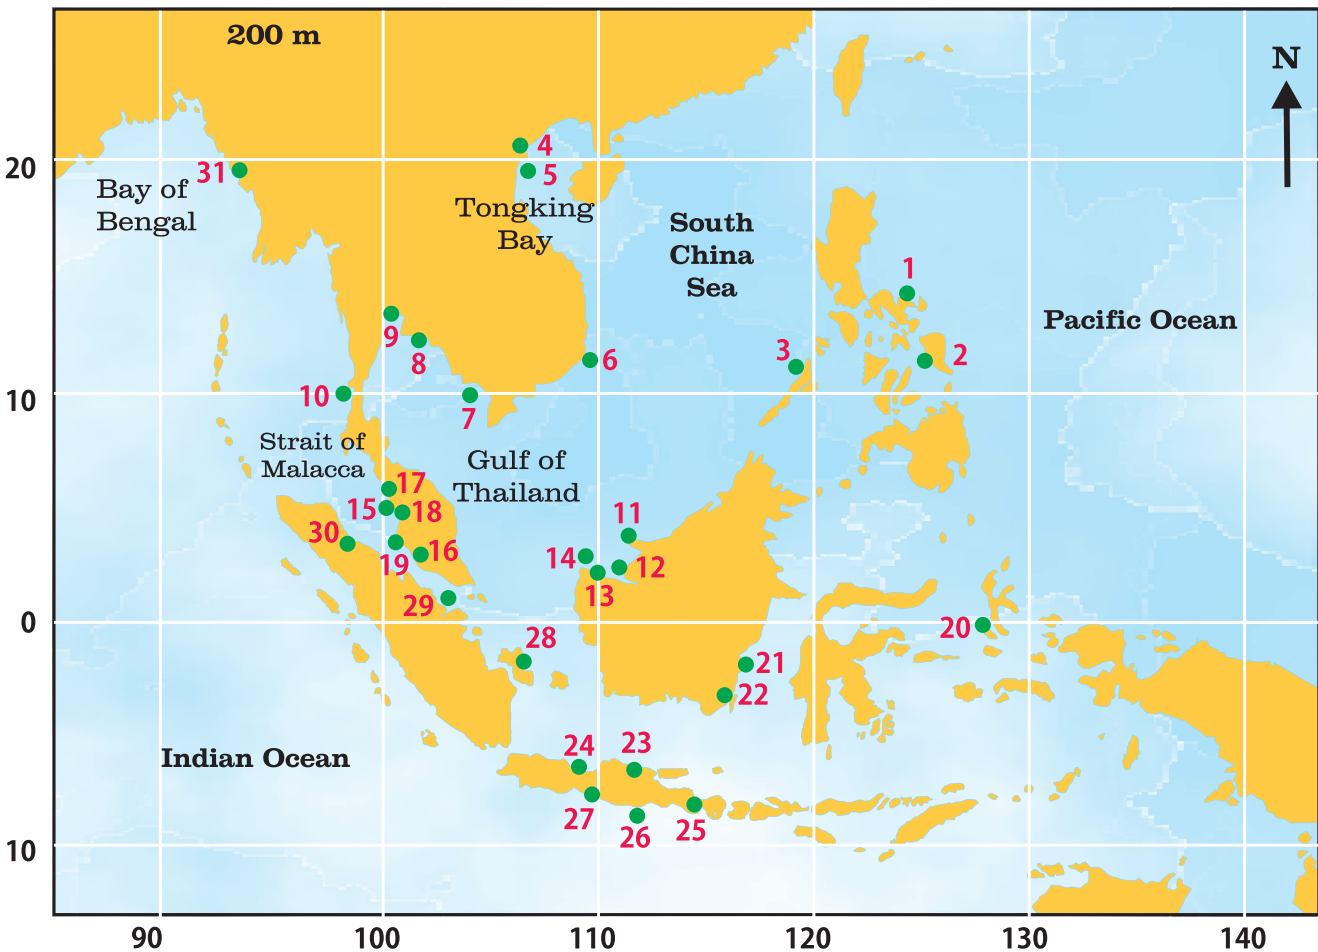 200 m
N
4
20
31
5
Bay of
Bengal
Tongking
Bay
South
China
Sea
1
Pacific Ocean
9
8
6
3
2
10
10
7
Strait of
Malacca
Gulf of
Thailand
17
15
18
11
30
19
16
14
12
13
29
0
20
28
21
22
Indian Ocean
24
23
27
26
25
10
90
100
110
120
130
140